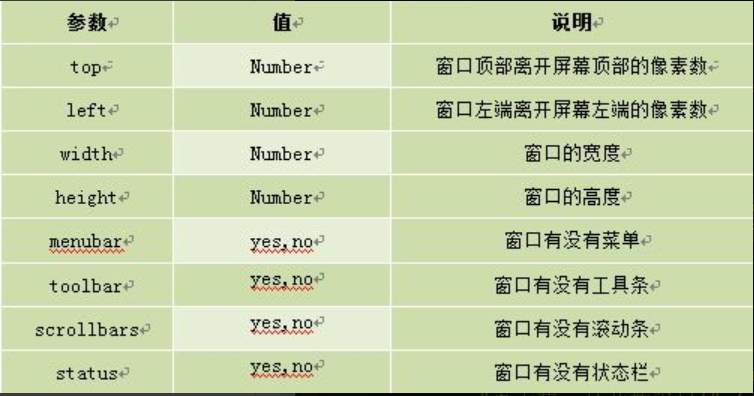 参数 值 说明
top Number 窗口顶部离开屏幕顶部的像素数
left Number 窗口左端离开屏幕左端的像素数
width Number 窗口的宽度
height Number 窗口的高度
menubar yes,no 窗口有没有菜单
toolbar yes,no 窗口有没有工具条
scrollbars yes,no 窗口有没有滚动条
status yes,no 窗口有没有状态栏